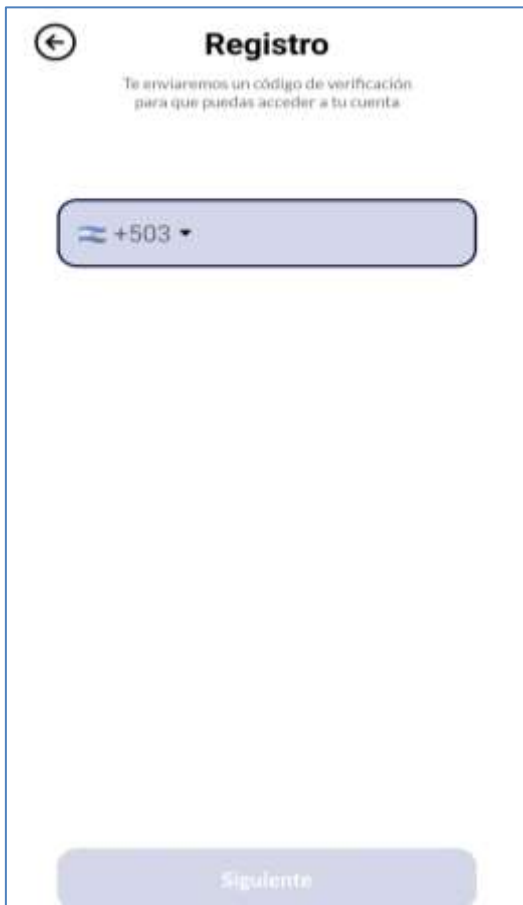 Registro
Te enviaremos un código de verificación
para que puedas acceder a tu cuenta
+503
Siguiente